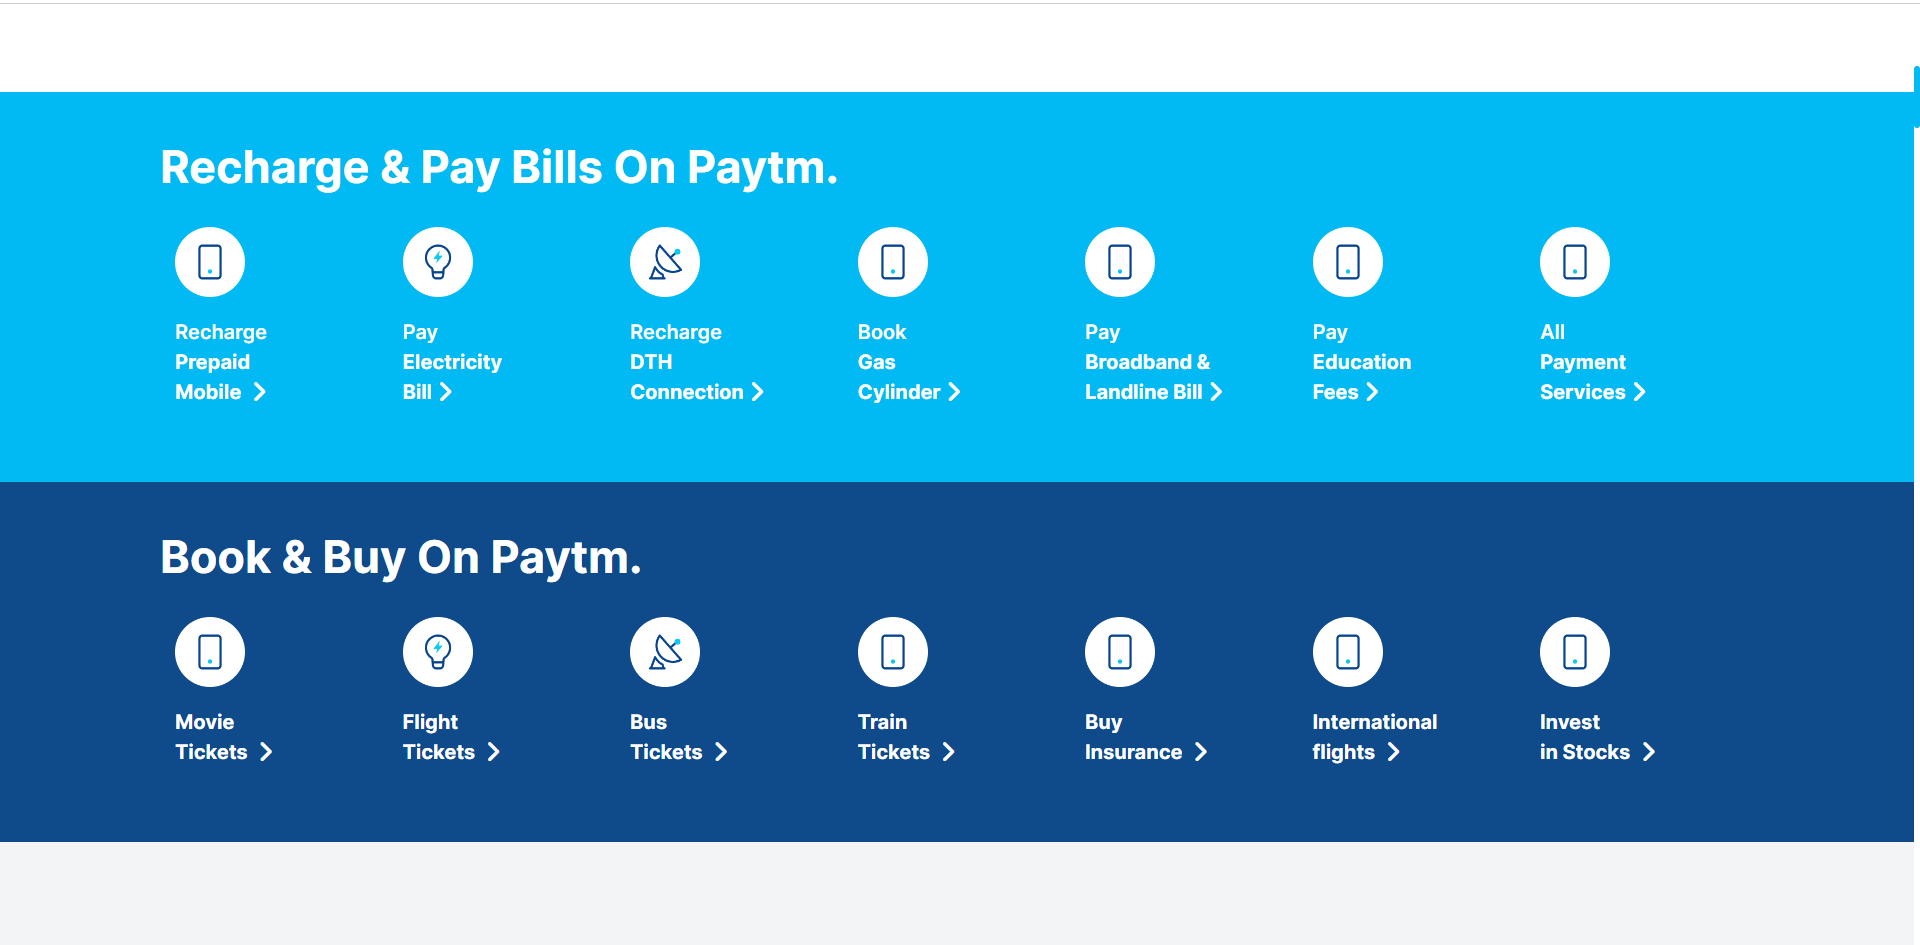 Recharge & Pay Bills On Paytm.
Recharge
Prepaid
Mobile
Pay
Electricity
Bill
Recharge
DTH
Connection
Book
Gas
Cylinder
Pay
Broadband &
Landline Bill
Pay
Education
Fees
All
Payment
Services
Book & Buy On Paytm.
Movie
Tickets
Flight
Tickets
Bus
Tickets
Train
Tickets
Buy
Insurance
International
flights
Invest
in Stocks